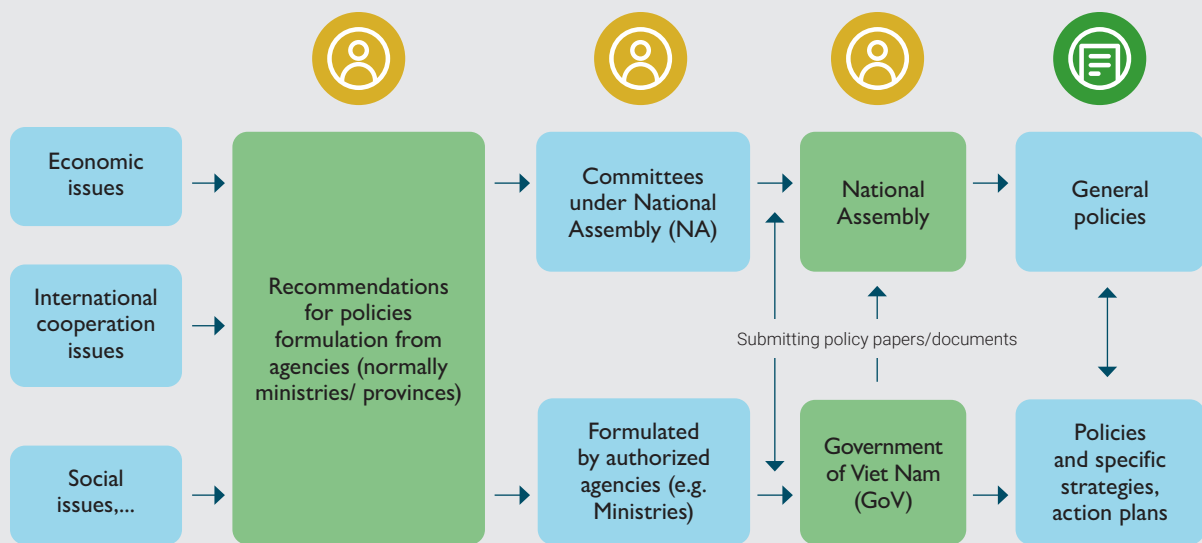 Economic
issues
International
cooperation
issues
Social
issues,...
Recommendations
for policies
formulation from
agencies (normally
ministries/ provinces)
Committees
under National
Assembly (NA)
Formulated
by authorized
agencies (e.g.
Ministries)
National
Assembly
Submitting policy papers/documents
Government
of Viet Nam
(GoV)
General
policies
Policies
and specific
strategies,
action plans